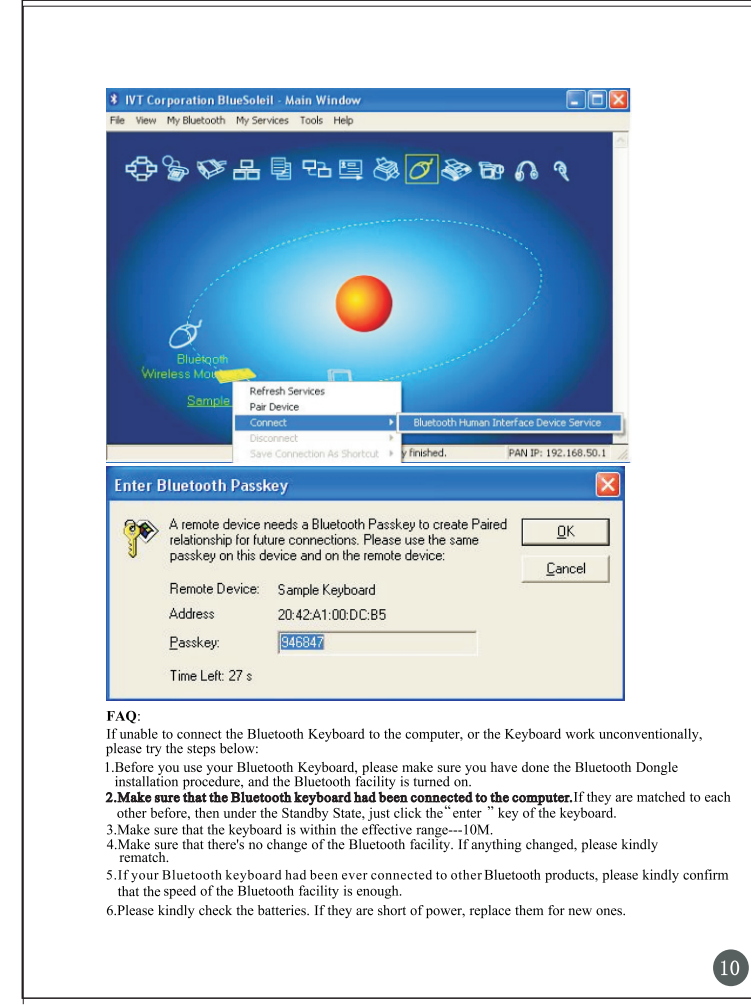 IVT Corporation BlueSoleil - Main Window
File View My Bluetooth My Services Tools Help
Bluetooth
Wireless Mou
Sample
Refresh Services
Pair Device
Connect
Bluetooth Human Interface Device Service
Disconnect
Save Connection As Shortcut
y finished.
PAN IP: 192.168.50.1
Enter Bluetooth Passkey
A remote device needs a Bluetooth Passkey to create Paired
relationship for future connections. Please use the same
passkey on this device and on the remote device:
OK
Cancel
Remote Device: Sample Keyboard
Address 20:42:A1:00:DC:B5
Passkey: 946847
Time Left: 27 s
FAQ:
If unable to connect the Bluetooth Keyboard to the computer, or the Keyboard work unconventionally,
please try the steps below:
1.Before you use your Bluetooth Keyboard, please make sure you have done the Bluetooth Dongle
installation procedure, and the Bluetooth facility is turned on.
2.Make sure that the Bluetooth keyboard had been connected to the computer.If they are matched to each
other before, then under the Standby State, just click the“enter ” key of the keyboard.
3.Make sure that the keyboard is within the effective range---10M.
4.Make sure that there's no change of the Bluetooth facility. If anything changed, please kindly
rematch.
5.If your Bluetooth keyboard had been ever connected to other Bluetooth products, please kindly confirm
that the speed of the Bluetooth facility is enough.
6.Please kindly check the batteries. If they are short of power, replace them for new ones.
10